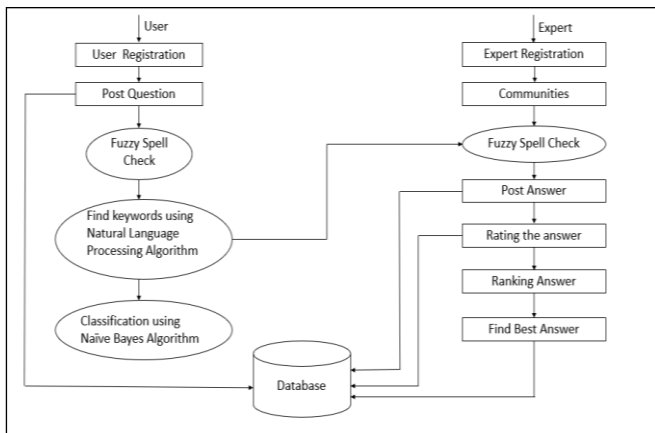 User
User Registration
Post Question
Fuzzy Spell
Check
Find keywords using
Natural Language
Processing Algorithm
Classification using
Naïve Bayes Algorithm
Database
Expert
Expert Registration
Communities
Fuzzy Spell Check
Post Answer
Rating the answer
Ranking Answer
Find Best Answer